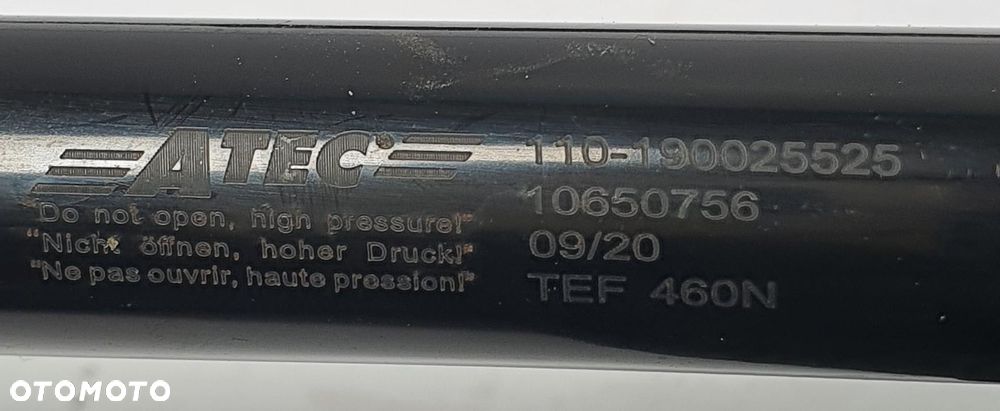 ATEC
"Do not open, high pressure!"
"Nicht öffnen, hoher Druck!"
"Ne pas ouvrir, haute pression!"
110-190025525
10650756
09/20
TEF 460N
OTOMOTO